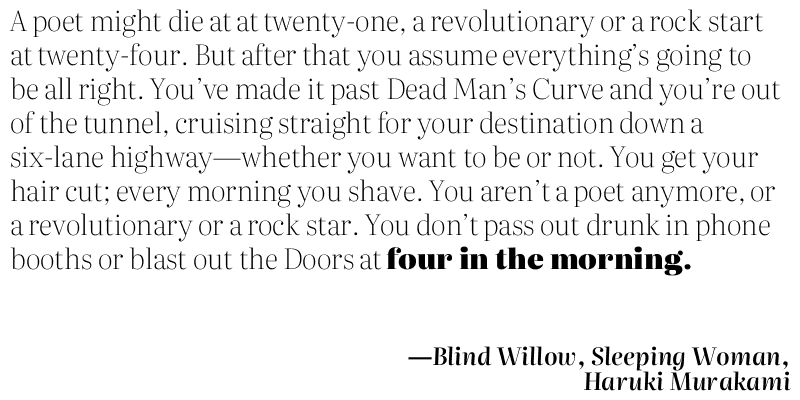 A poet might die at at twenty-one, a revolutionary or a rock start
at twenty-four. But after that you assume everything's going to
be all right. You've made it past Dead Man's Curve and you're out
of the tunnel, cruising straight for your destination down a
six-lane highway—whether you want to be or not. You get your
hair cut; every morning you shave. You aren't a poet anymore, or
a revolutionary or a rock star. You don't pass out drunk in phone
booths or blast out the Doors at four in the morning.
—Blind Willow, Sleeping Woman,
Haruki Murakami